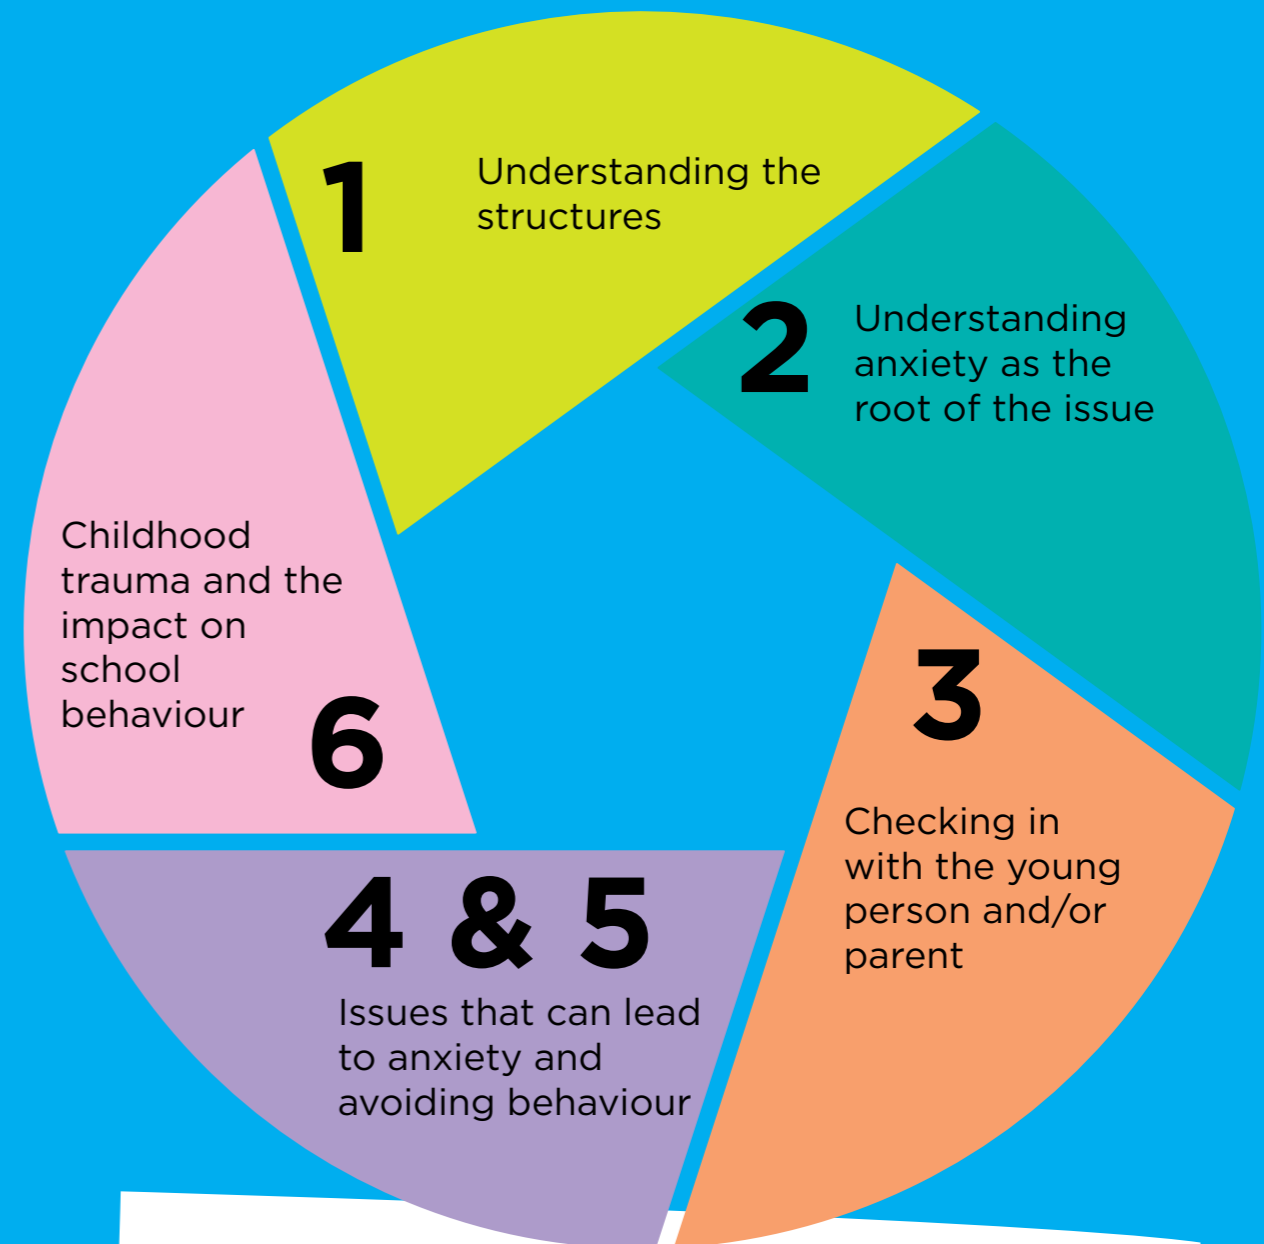 1
Understanding the
structures
2
Understanding
anxiety as the
root of the issue
3
Checking in
with the young
person and/or
parent
4 & 5
Issues that can lead
to anxiety and
avoiding behaviour
Childhood
trauma and the
impact on
school
behaviour
6